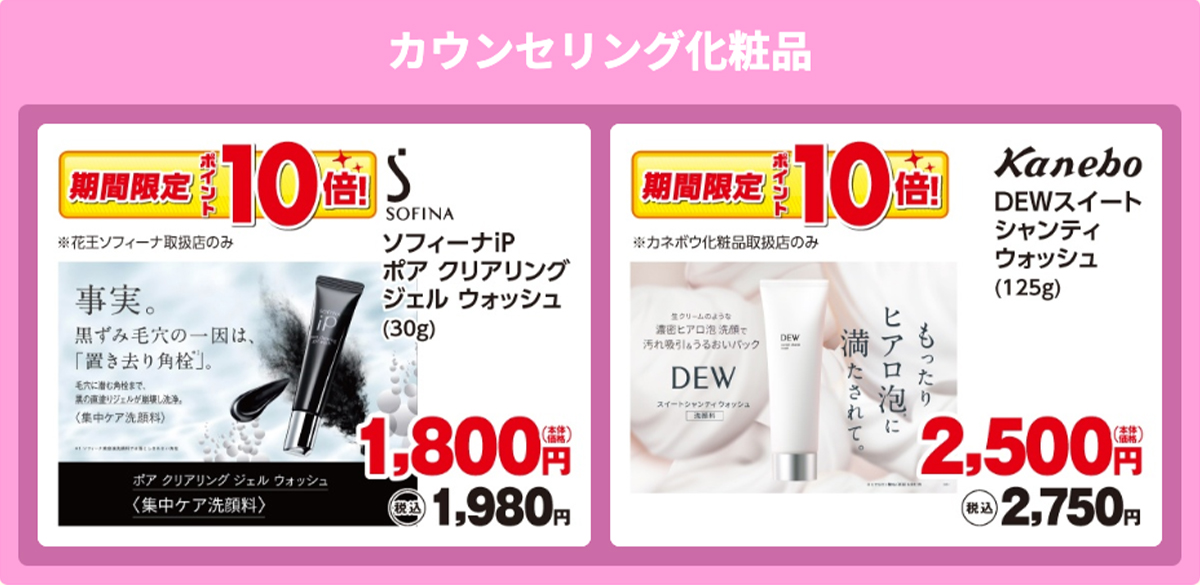 カウンセリング化粧品
期間限定ポイント10倍!
S
SOFINA
※花王ソフィーナ取扱店のみ
ソフィーナiP
ポア クリアリング
ジェル ウォッシュ
(30g)
事実。
黒ずみ毛穴の一因は、
「置き去り角栓」。
毛穴に潜む角栓まで、
黒の直塗りジェルが崩壊し洗浄。
〈集中ケア洗顔料〉
iP
ポア クリアリング ジェル ウォッシュ
〈集中ケア洗顔料〉
1,800円(本体価格)
税込1,980円
期間限定ポイント10倍!
Kanebo
※カネボウ化粧品取扱店のみ
DEWスイート
シャンティ
ウォッシュ
(125g)
生クリームのような
濃密ヒアロ泡 洗顔で
汚れ吸引&うるおいパック
DEW
スイートシャンティ ウォッシュ
洗顔料
DEW
もったり
ヒアロ泡に
満たされて。
2,500円(本体価格)
税込2,750円